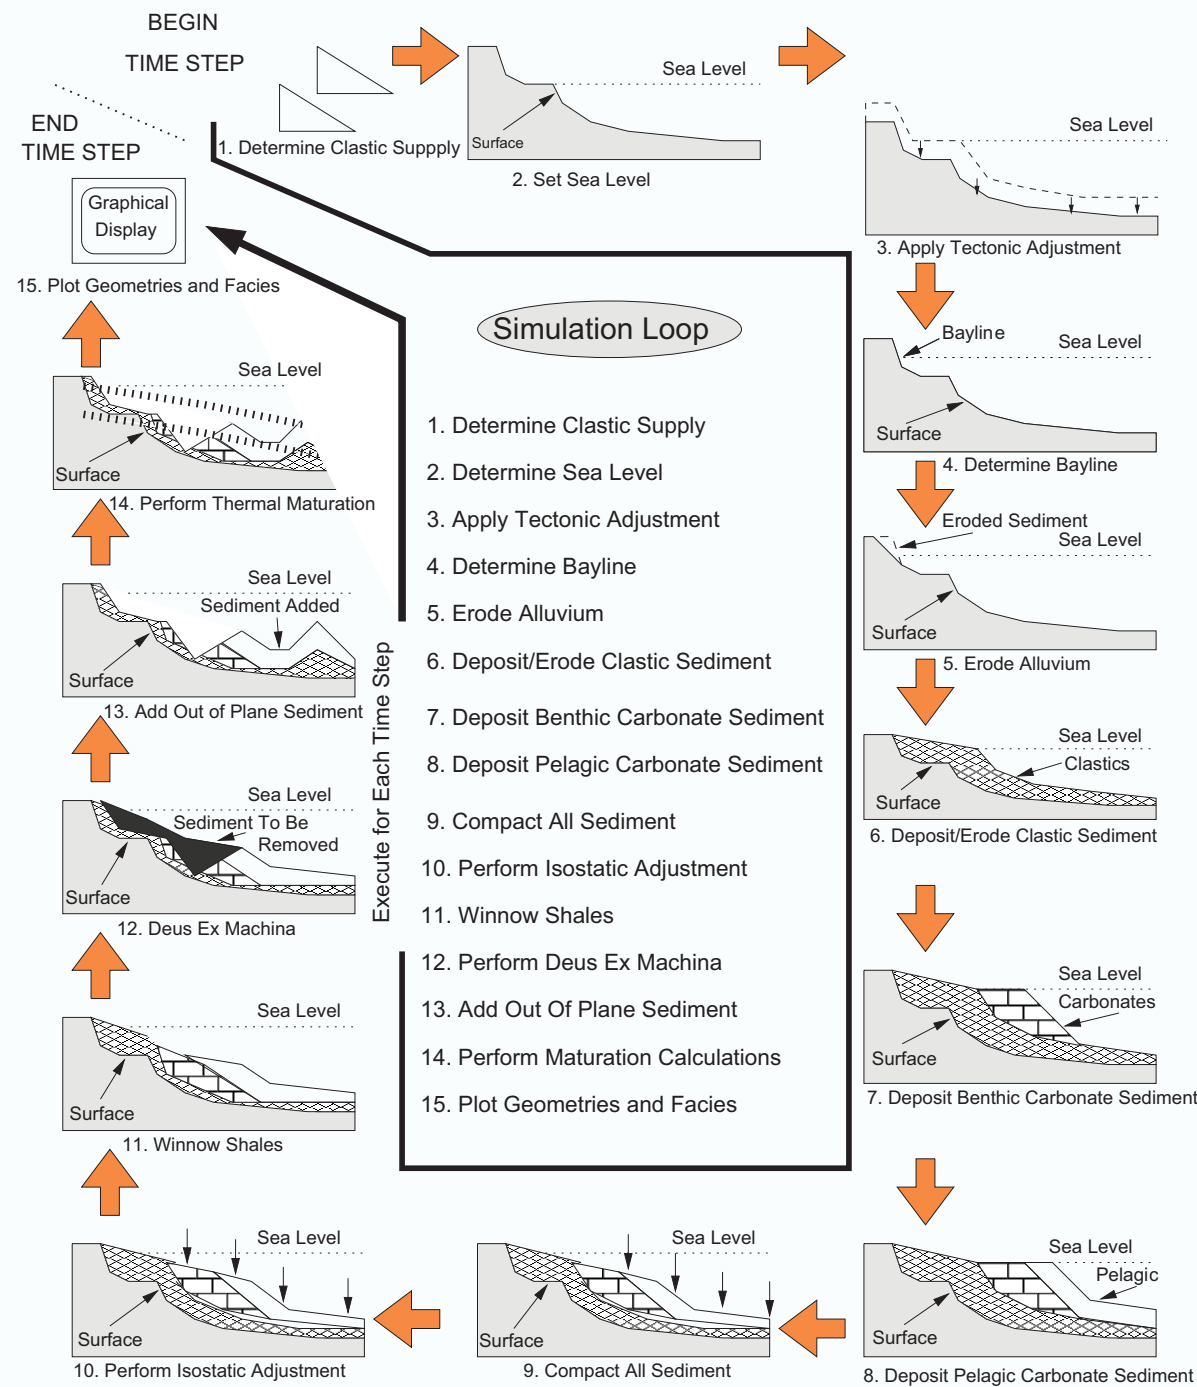 BEGIN
TIME STEP
END
TIME STEP
1. Determine Clastic Suppply
Sea Level
Surface
2. Set Sea Level
Sea Level
3. Apply Tectonic Adjustment
Bayline
Sea Level
Surface
4. Determine Bayline
Eroded Sediment
Sea Level
Surface
5. Erode Alluvium
Sea Level
Clastics
Surface
6. Deposit/Erode Clastic Sediment
Sea Level
Carbonates
Surface
7. Deposit Benthic Carbonate Sediment
Sea Level
Pelagic
Surface
8. Deposit Pelagic Carbonate Sediment
Sea Level
Surface
9. Compact All Sediment
Sea Level
Surface
10. Perform Isostatic Adjustment
Sea Level
Surface
11. Winnow Shales
Sea Level
Sediment To Be
Removed
Surface
12. Deus Ex Machina
Sea Level
Sediment Added
Surface
13. Add Out of Plane Sediment
Sea Level
Surface
14. Perform Thermal Maturation
Graphical
Display
15. Plot Geometries and Facies
Simulation Loop
1. Determine Clastic Supply
2. Determine Sea Level
3. Apply Tectonic Adjustment
4. Determine Bayline
5. Erode Alluvium
6. Deposit/Erode Clastic Sediment
7. Deposit Benthic Carbonate Sediment
8. Deposit Pelagic Carbonate Sediment
9. Compact All Sediment
10. Perform Isostatic Adjustment
11. Winnow Shales
12. Perform Deus Ex Machina
13. Add Out Of Plane Sediment
14. Perform Maturation Calculations
15. Plot Geometries and Facies
Execute for Each Time Step